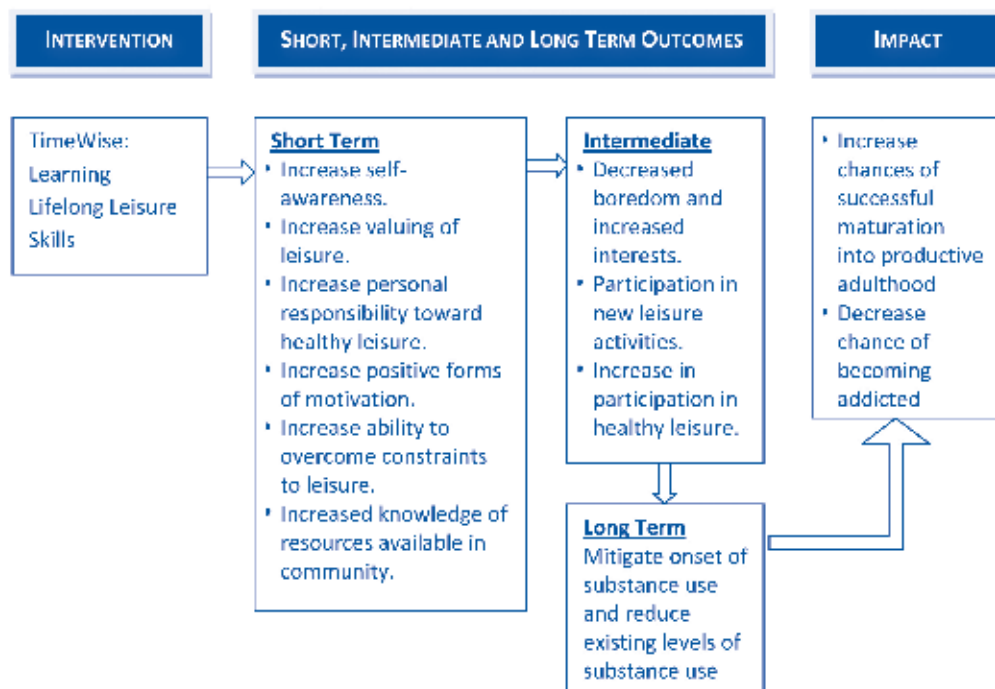 INTERVENTION
SHORT, INTERMEDIATE AND LONG TERM OUTCOMES
IMPACT
TimeWise:
Learning
Lifelong Leisure
Skills
Short Term
• Increase self-
awareness.
• Increase valuing of
leisure.
• Increase personal
responsibility toward
healthy leisure.
• Increase positive forms
of motivation.
• Increase ability to
overcome constraints
to leisure.
• Increased knowledge of
resources available in
community.
Intermediate
• Decreased
boredom and
increased
interests.
• Participation in
new leisure
activities.
• Increase in
participation in
healthy leisure.
Long Term
Mitigate onset of
substance use
and reduce
existing levels of
substance use
• Increase
chances of
successful
maturation
into productive
adulthood
• Decrease
chance of
becoming
addicted